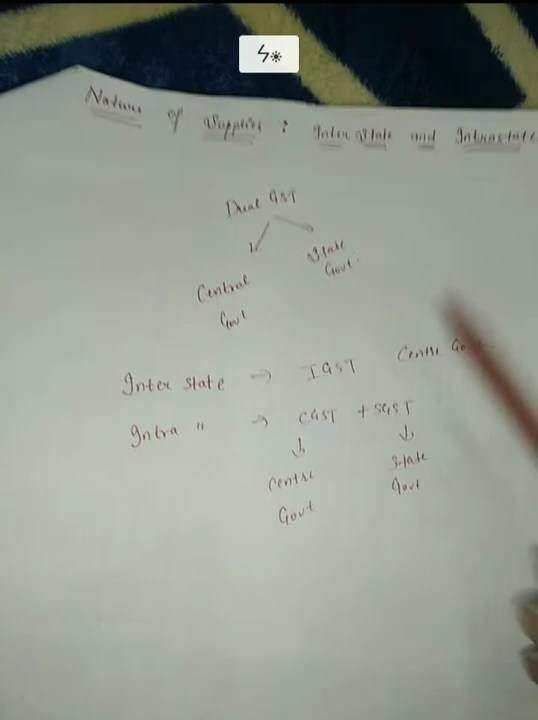 Nature of Supplies : Inter State and Intrastate
Dual GST
Central Govt
State Govt.
Inter state → IGST Centre Govt.
Intra " → CGST + SGST
↓ ↓
Centre Govt
State Govt